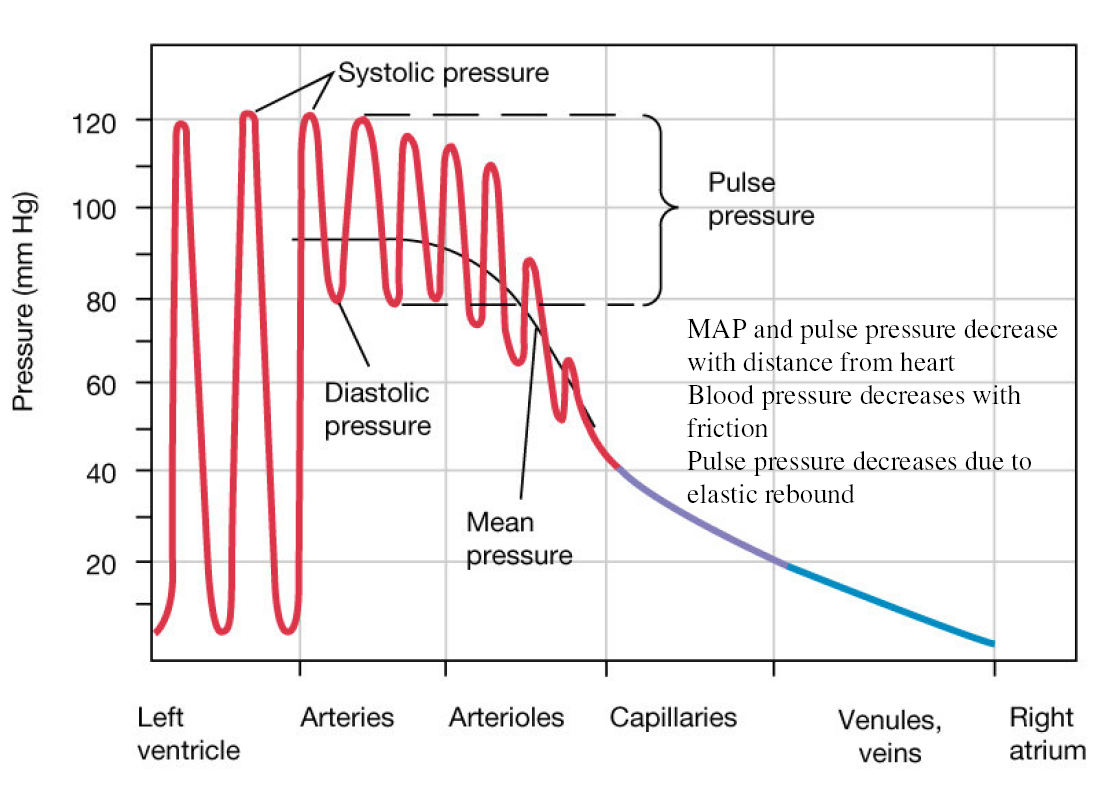 Systolic pressure
120
100
80
60
40
20
Pressure (mm Hg)
Pulse
pressure
MAP and pulse pressure decrease
with distance from heart
Blood pressure decreases with
friction
Pulse pressure decreases due to
elastic rebound
Diastolic
pressure
Mean
pressure
Left
ventricle
Arteries
Arterioles
Capillaries
Venules,
veins
Right
atrium